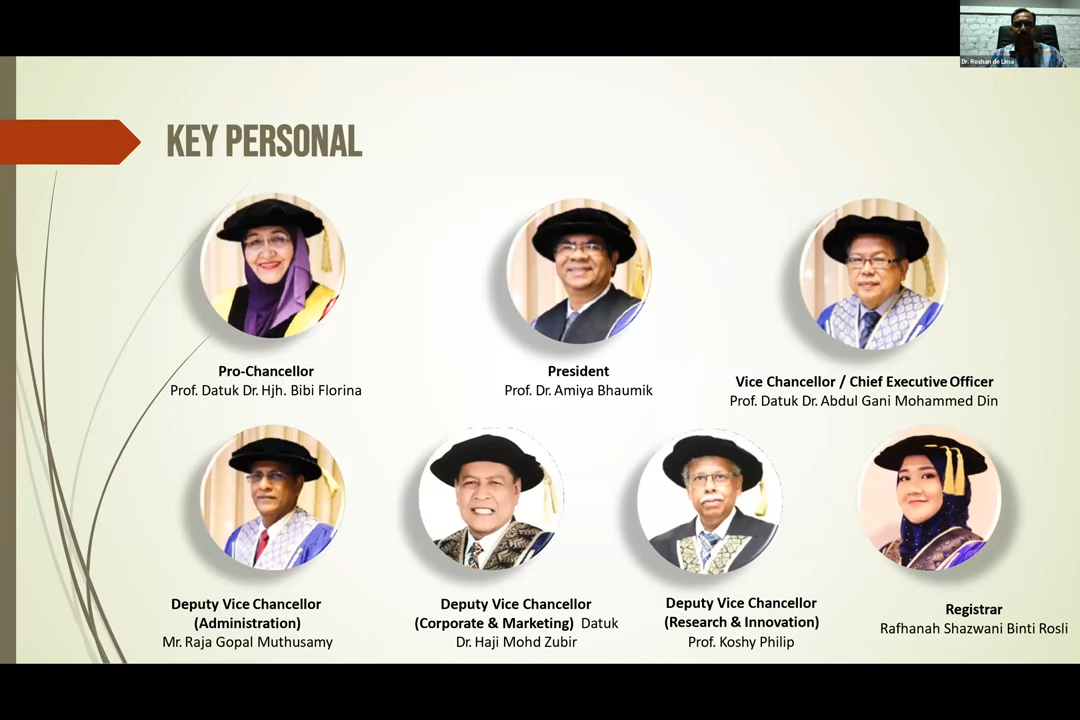 Dr. Roshan de Lima
KEY PERSONAL
Pro-Chancellor
Prof. Datuk Dr. Hjh. Bibi Florina
President
Prof. Dr. Amiya Bhaumik
Vice Chancellor / Chief Executive Officer
Prof. Datuk Dr. Abdul Gani Mohammed Din
Deputy Vice Chancellor
(Administration)
Mr. Raja Gopal Muthusamy
Deputy Vice Chancellor
(Corporate & Marketing) Datuk
Dr. Haji Mohd Zubir
Deputy Vice Chancellor
(Research & Innovation)
Prof. Koshy Philip
Registrar
Rafhanah Shazwani Binti Rosli